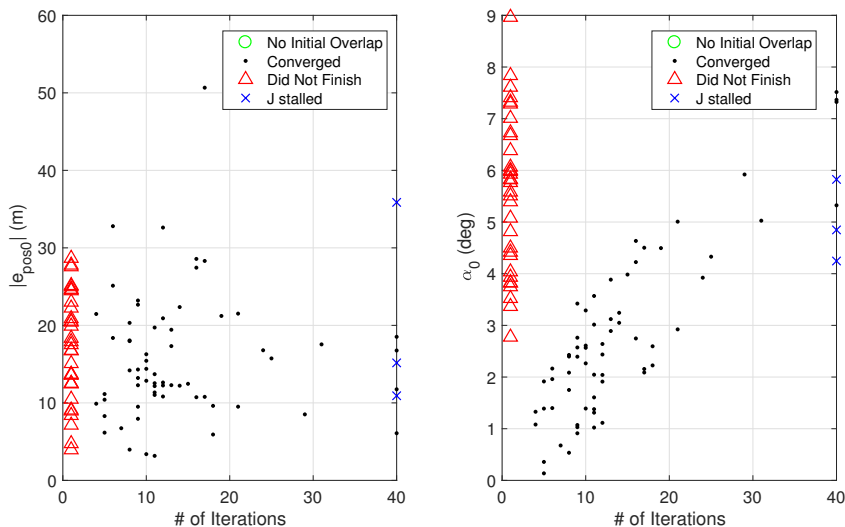 60
50
40
30
20
10
0
0
10
20
30
40
|e_pos0| (m)
# of Iterations
No Initial Overlap
Converged
Did Not Finish
J stalled
9
8
7
6
5
4
3
2
1
0
0
10
20
30
40
α_0 (deg)
# of Iterations
No Initial Overlap
Converged
Did Not Finish
J stalled